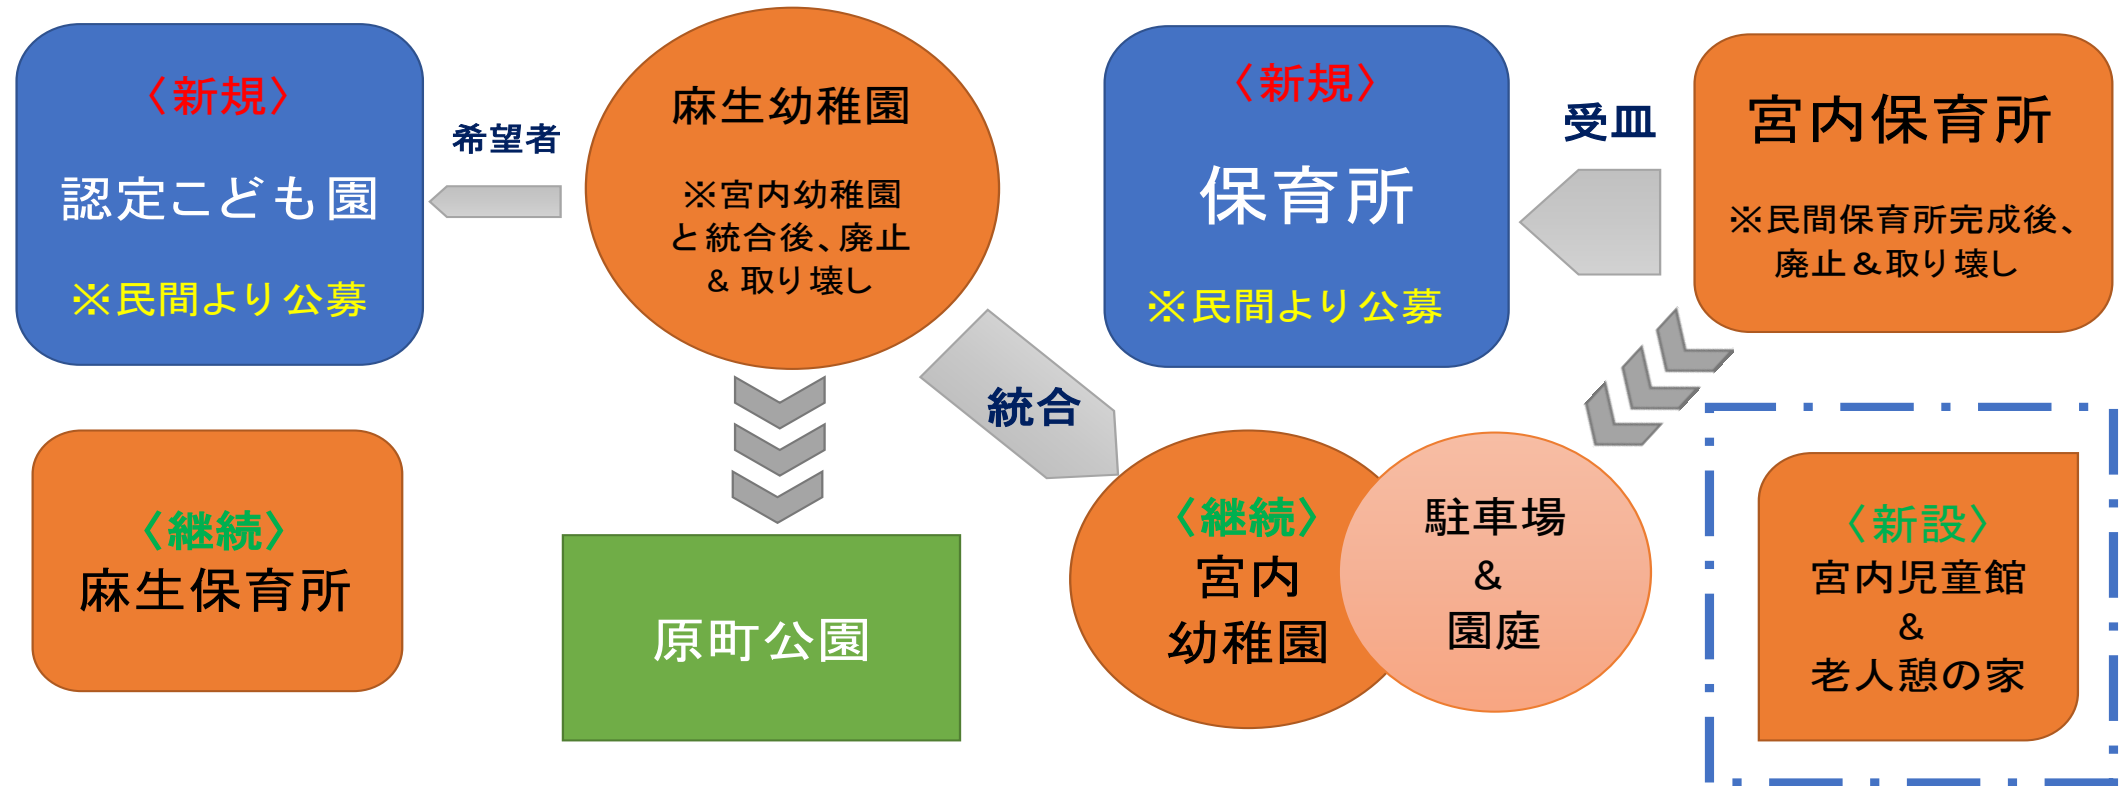 〈新規〉
認定こども園
※民間より公募
希望者
麻生幼稚園
※宮内幼稚園
と統合後、廃止
& 取り壊し
〈新規〉
保育所
※民間より公募
受皿
宮内保育所
※民間保育所完成後、
廃止＆取り壊し
統合
〈継続〉
麻生保育所
原町公園
〈継続〉
宮内
幼稚園
駐車場
&
園庭
〈新設〉
宮内児童館
&
老人憩の家